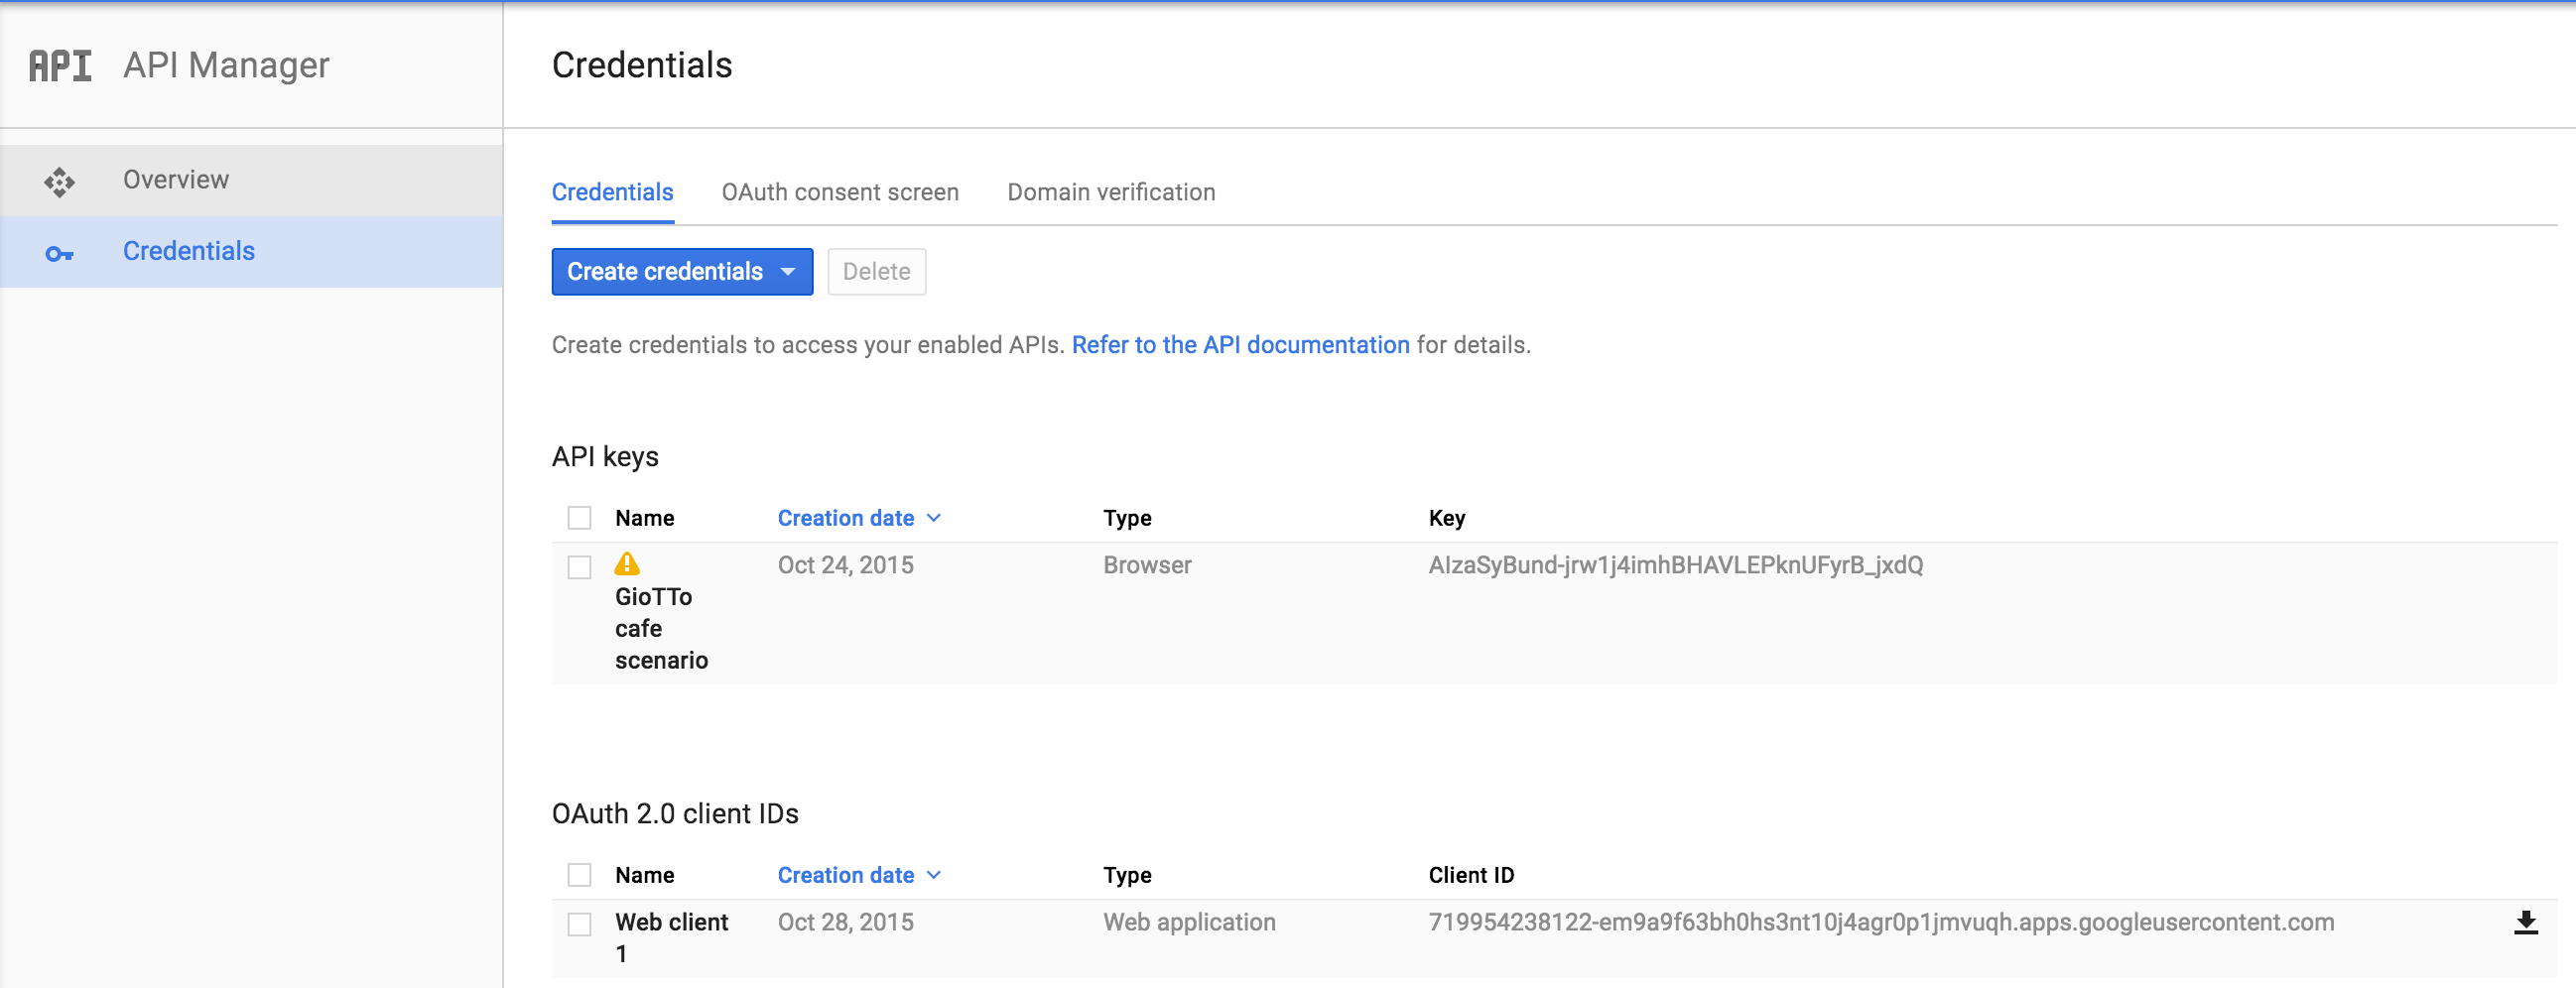 API API Manager
Credentials
Overview
Credentials
Credentials OAuth consent screen Domain verification
Create credentials Delete
Create credentials to access your enabled APIs. Refer to the API documentation for details.
API keys
Name Creation date Type Key
Oct 24, 2015 Browser AIzaSyBund-jrw1j4imhBHAVLEPknUFyrB_jxdQ
GioTTo
cafe
scenario
OAuth 2.0 client IDs
Name Creation date Type Client ID
Web client Oct 28, 2015 Web application 719954238122-em9a9f63bh0hs3nt10j4agr0p1jmvuqh.apps.googleusercontent.com
1